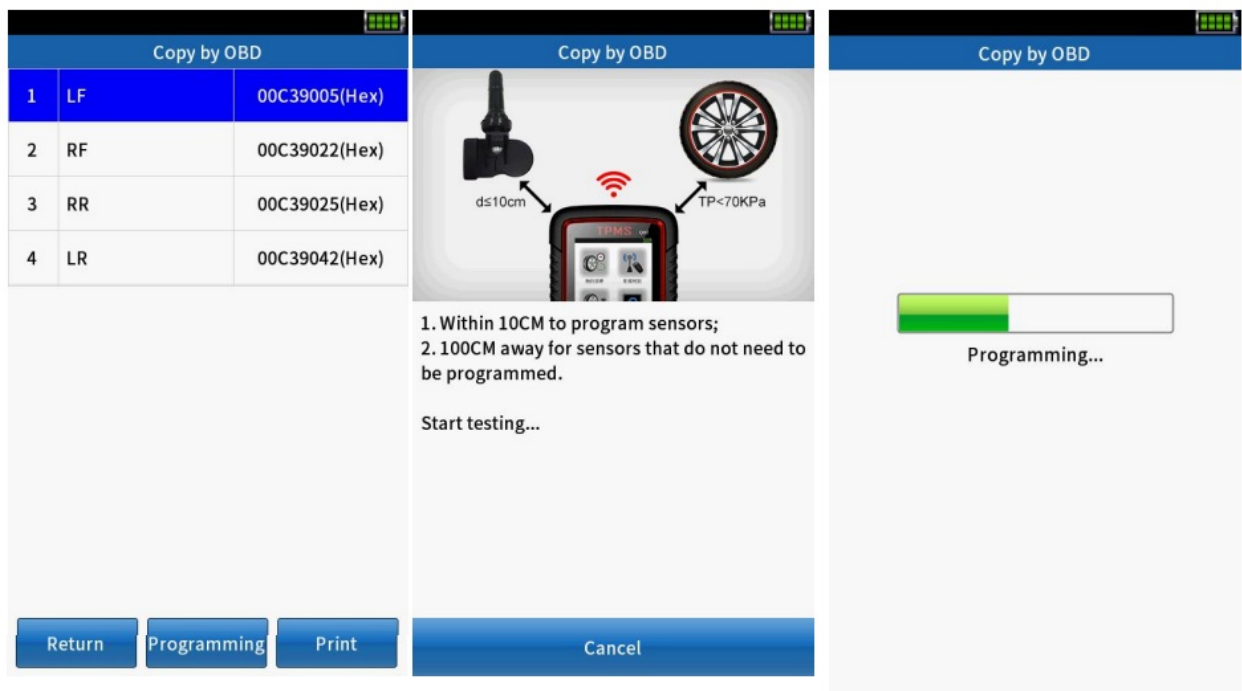 Copy by OBD
1 LF 00C39005(Hex)
2 RF 00C39022(Hex)
3 RR 00C39025(Hex)
4 LR 00C39042(Hex)
Return Programming Print
Copy by OBD
d≤10cm
TP<70KPa
TPMS
1. Within 10CM to program sensors;
2. 100CM away for sensors that do not need to
be programmed.
Start testing...
Cancel
Copy by OBD
Programming...